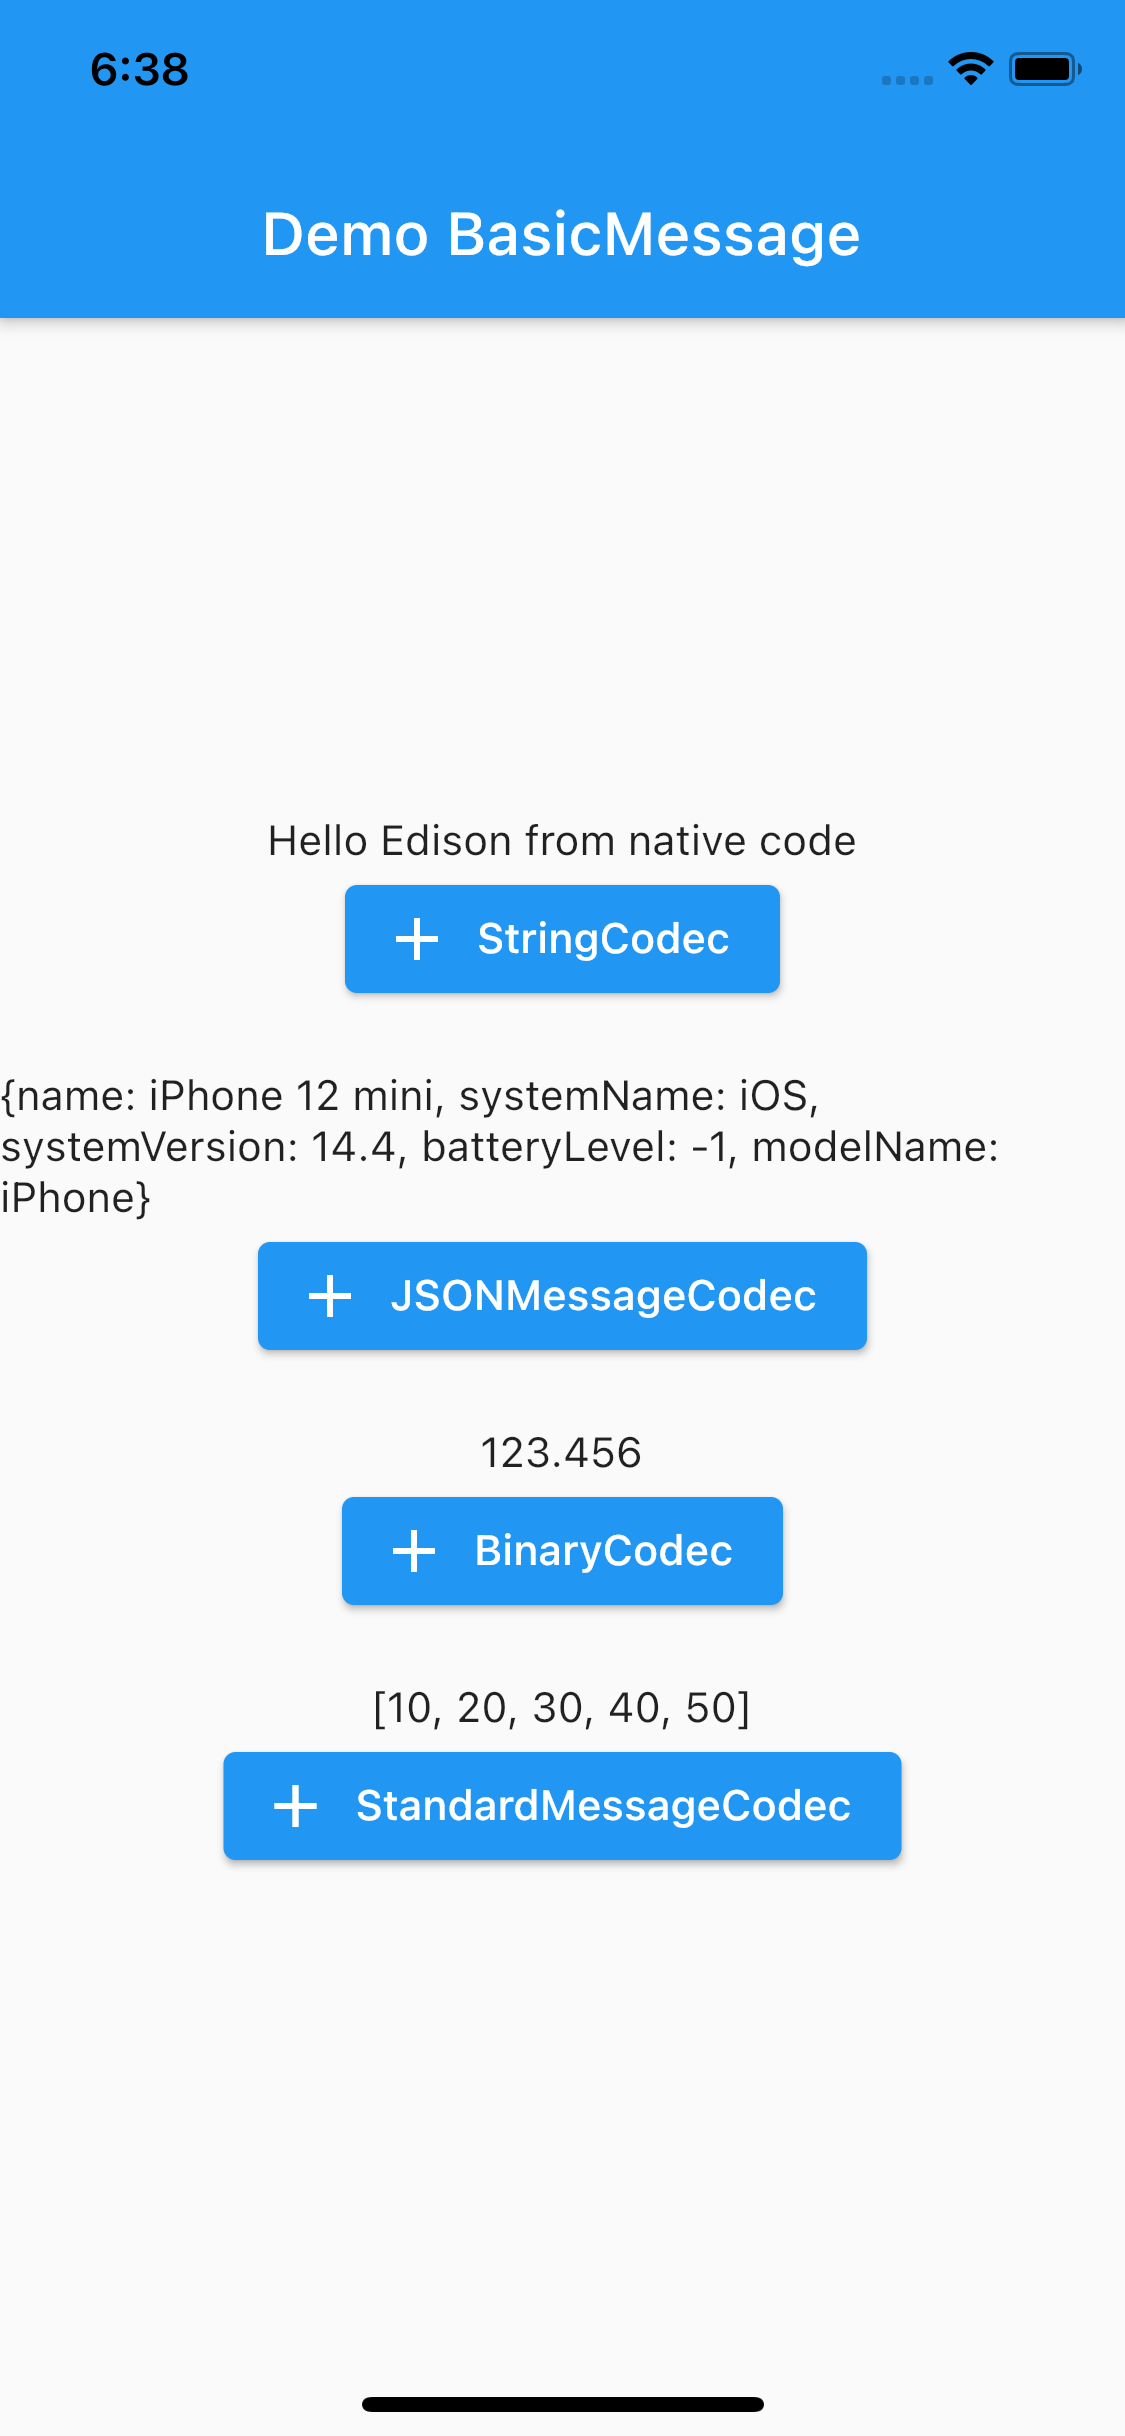 6:38
Demo BasicMessage
Hello Edison from native code
StringCodec
{name: iPhone 12 mini, systemName: iOS,
systemVersion: 14.4, batteryLevel: -1, modelName:
iPhone}
JSONMessageCodec
123.456
BinaryCodec
[10, 20, 30, 40, 50]
StandardMessageCodec